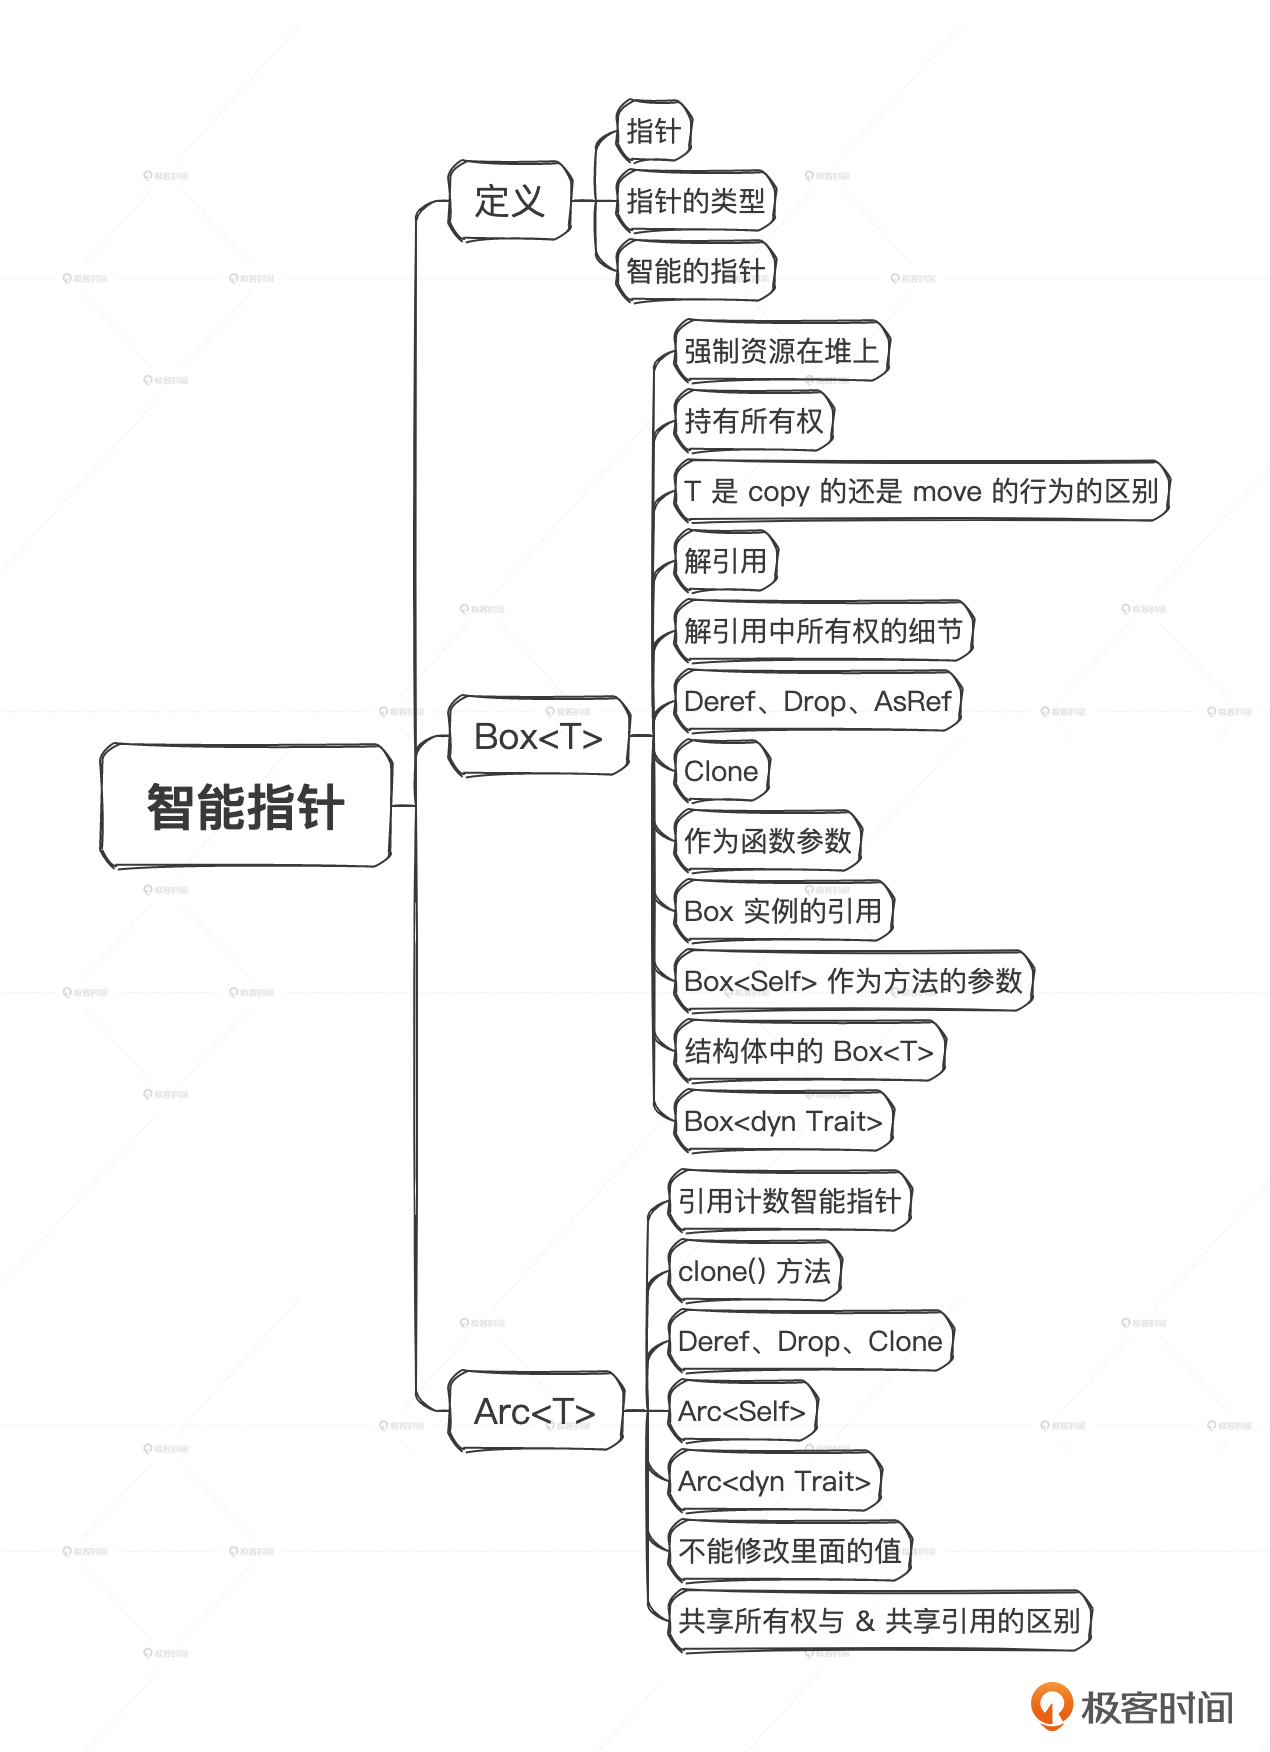 智能指针
定义
指针
指针的类型
智能的指针
Box<T>
强制资源在堆上
持有所有权
T 是 copy 的还是 move 的行为的区别
解引用
解引用中所有权的细节
Deref、Drop、AsRef
Clone
作为函数参数
Box 实例的引用
Box<Self> 作为方法的参数
结构体中的 Box<T>
Box<dyn Trait>
Arc<T>
引用计数智能指针
clone() 方法
Deref、Drop、Clone
Arc<Self>
Arc<dyn Trait>
不能修改里面的值
共享所有权与 & 共享引用的区别
极客时间